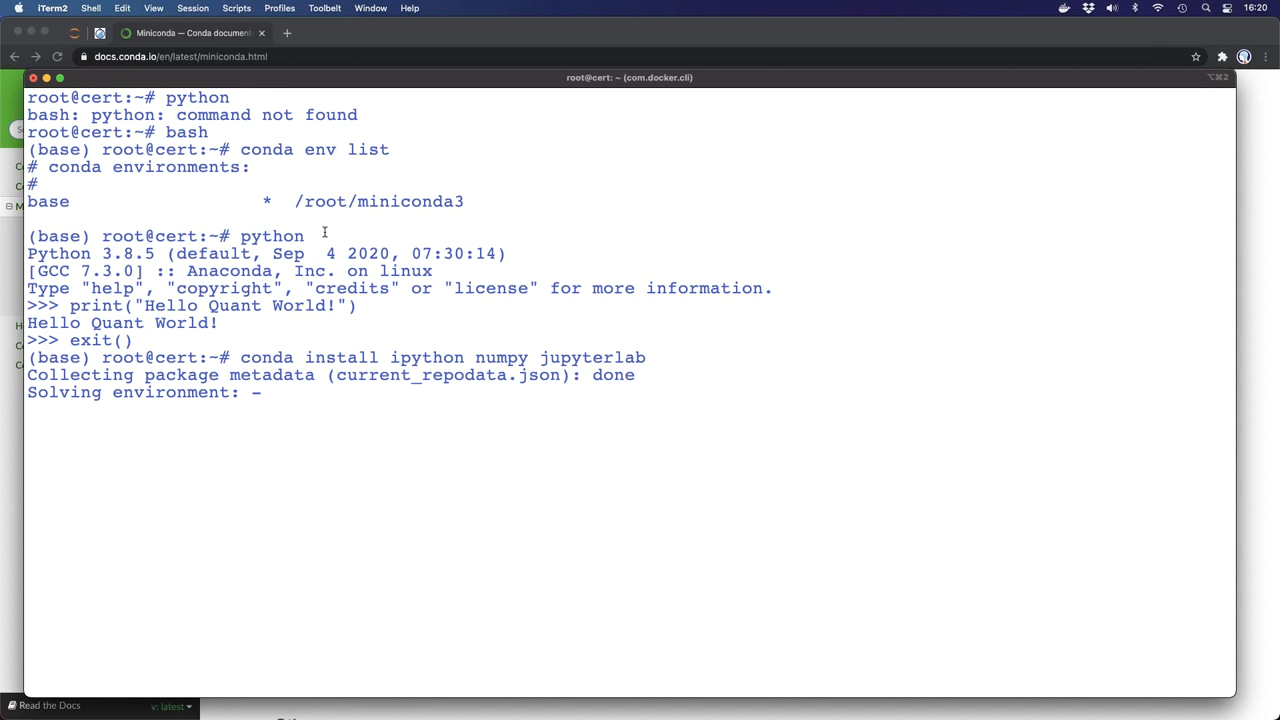 iTerm2 Shell Edit View Session Scripts Profiles Toolbelt Window Help 16:20
Miniconda — Conda document
docs.conda.io/en/latest/miniconda.html
root@cert: ~ (com.docker.cli)
⌥⌘2
root@cert:~# python
bash: python: command not found
root@cert:~# bash
(base) root@cert:~# conda env list
# conda environments:
#
base * /root/miniconda3
(base) root@cert:~# python
Python 3.8.5 (default, Sep 4 2020, 07:30:14)
[GCC 7.3.0] :: Anaconda, Inc. on linux
Type "help", "copyright", "credits" or "license" for more information.
>>> print("Hello Quant World!")
Hello Quant World!
>>> exit()
(base) root@cert:~# conda install ipython numpy jupyterlab
Collecting package metadata (current_repodata.json): done
Solving environment: -
Read the Docs v: latest